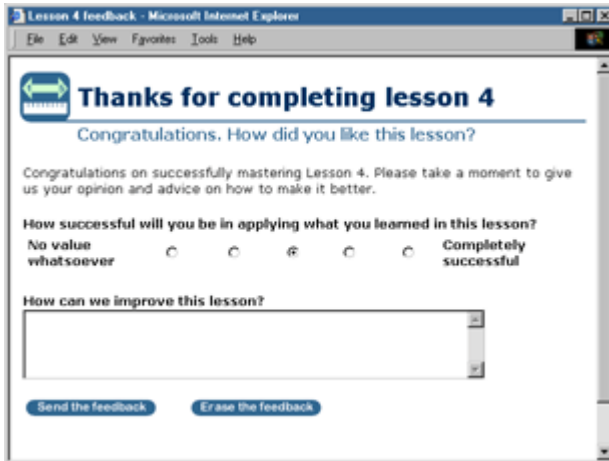 Lesson 4 feedback - Microsoft Internet Explorer
File Edit View Favorites Tools Help
Thanks for completing lesson 4
Congratulations. How did you like this lesson?
Congratulations on successfully mastering Lesson 4. Please take a moment to give
us your opinion and advice on how to make it better.
How successful will you be in applying what you learned in this lesson?
No value
whatsoever
Completely
successful
How can we improve this lesson?
Send the feedback Erase the feedback